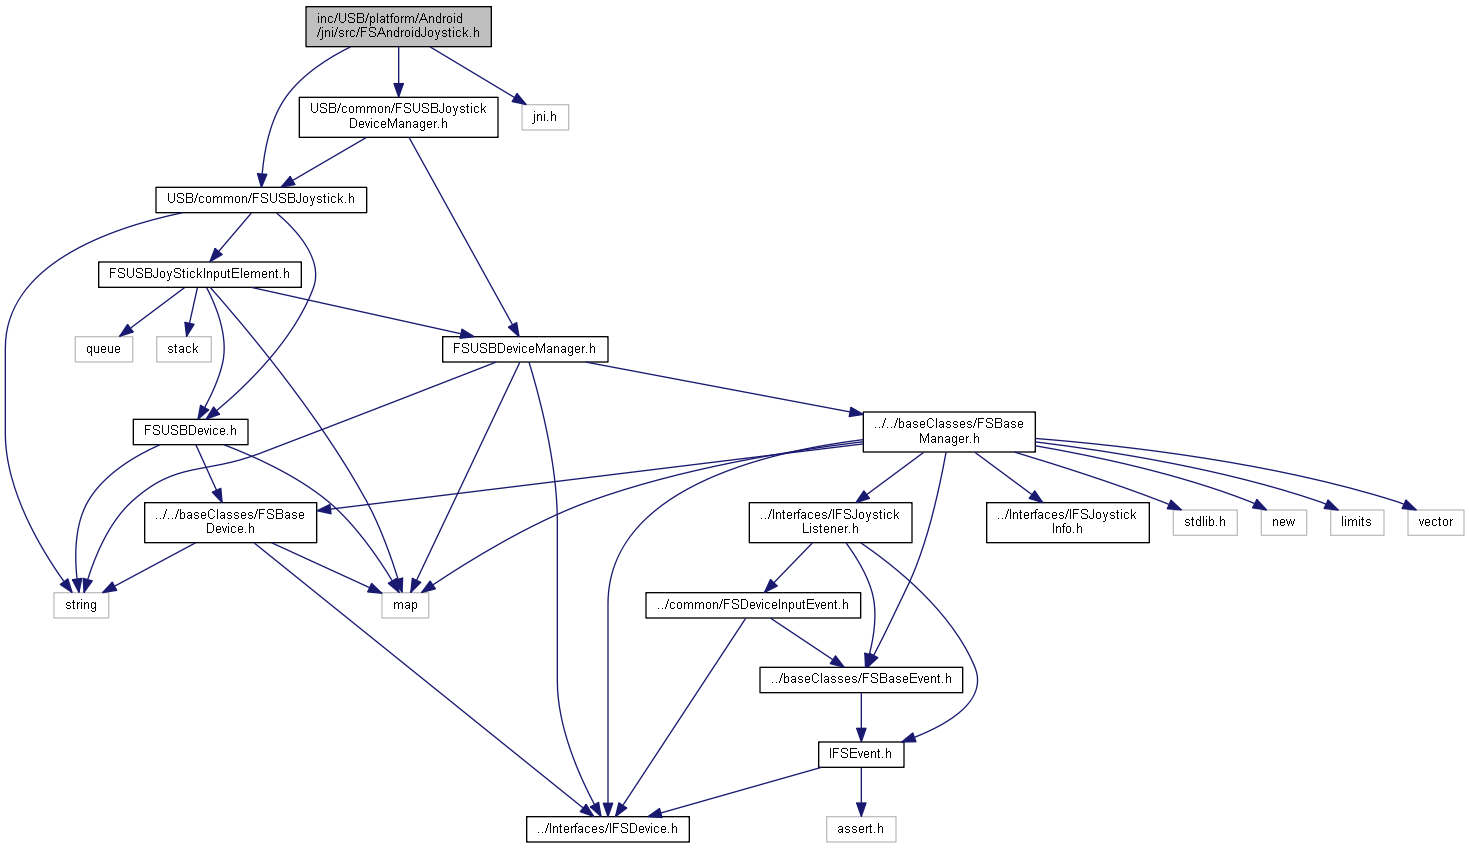 inc/USB/platform/Android
/jni/src/FSAndroidJoystick.h
USB/common/FSUSBJoystick
DeviceManager.h
jni.h
USB/common/FSUSBJoystick.h
FSUSBJoyStickInputElement.h
queue
stack
FSUSBDeviceManager.h
FSUSBDevice.h
../../baseClasses/FSBase
Manager.h
../../baseClasses/FSBase
Device.h
../Interfaces/IFSJoystick
Listener.h
../Interfaces/IFSJoystick
Info.h
stdlib.h
new
limits
vector
string
map
../common/FSDeviceInputEvent.h
../baseClasses/FSBaseEvent.h
IFSEvent.h
../Interfaces/IFSDevice.h
assert.h